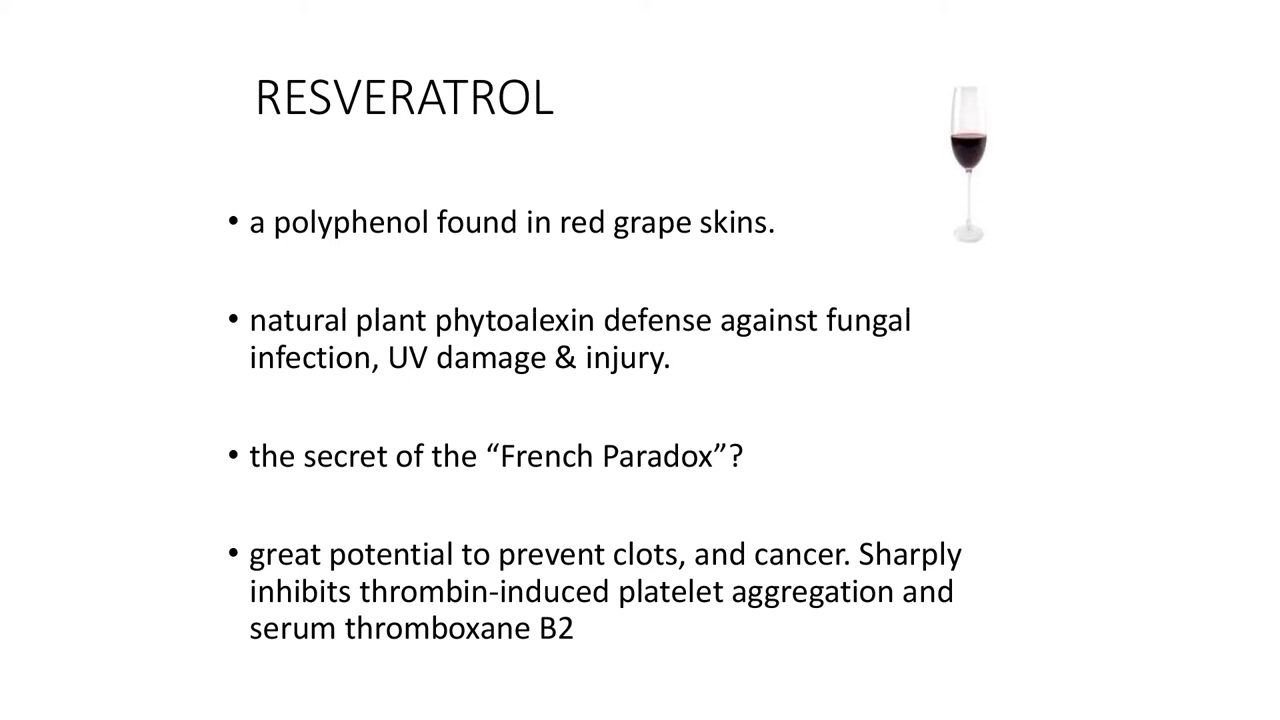 RESVERATROL
• a polyphenol found in red grape skins.
• natural plant phytoalexin defense against fungal
infection, UV damage & injury.
• the secret of the “French Paradox”?
• great potential to prevent clots, and cancer. Sharply
inhibits thrombin-induced platelet aggregation and
serum thromboxane B2